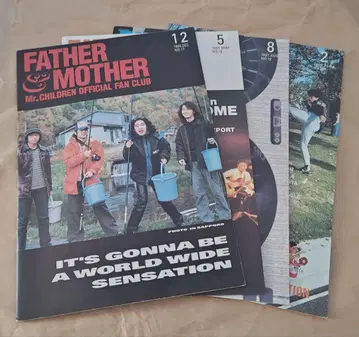 FATHER
&
MOTHER
Mr.CHILDREN OFFICIAL FAN CLUB
12
PHOTO IN SAPPORO
IT'S GONNA BE
A WORLD WIDE
SENSATION
5
OME
PORT
8
2
TION